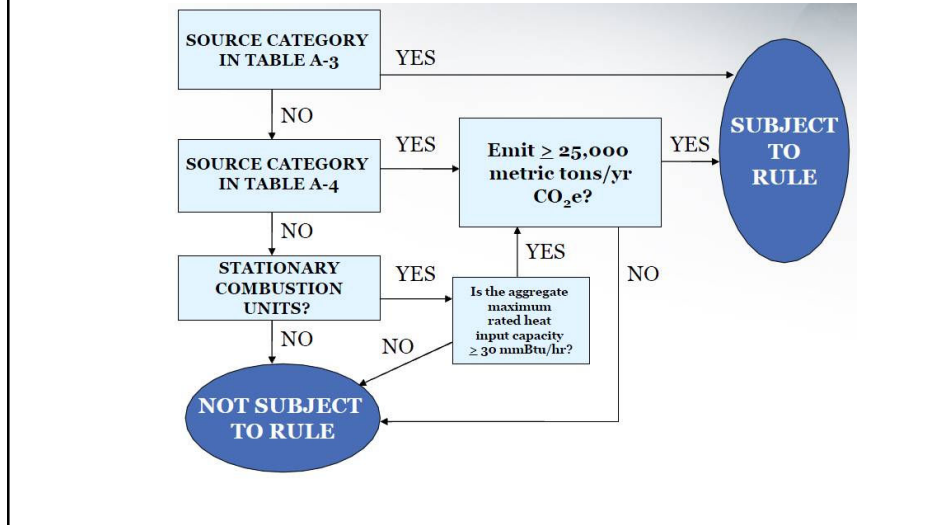 SOURCE CATEGORY
IN TABLE A-3
YES
NO
SOURCE CATEGORY
IN TABLE A-4
YES
Emit ≥ 25,000
metric tons/yr
CO₂e?
YES
SUBJECT
TO
RULE
NO
STATIONARY
COMBUSTION
UNITS?
YES
Is the aggregate
maximum
rated heat
input capacity
≥ 30 mmBtu/hr?
YES
NO
NO
NO
NOT SUBJECT
TO RULE